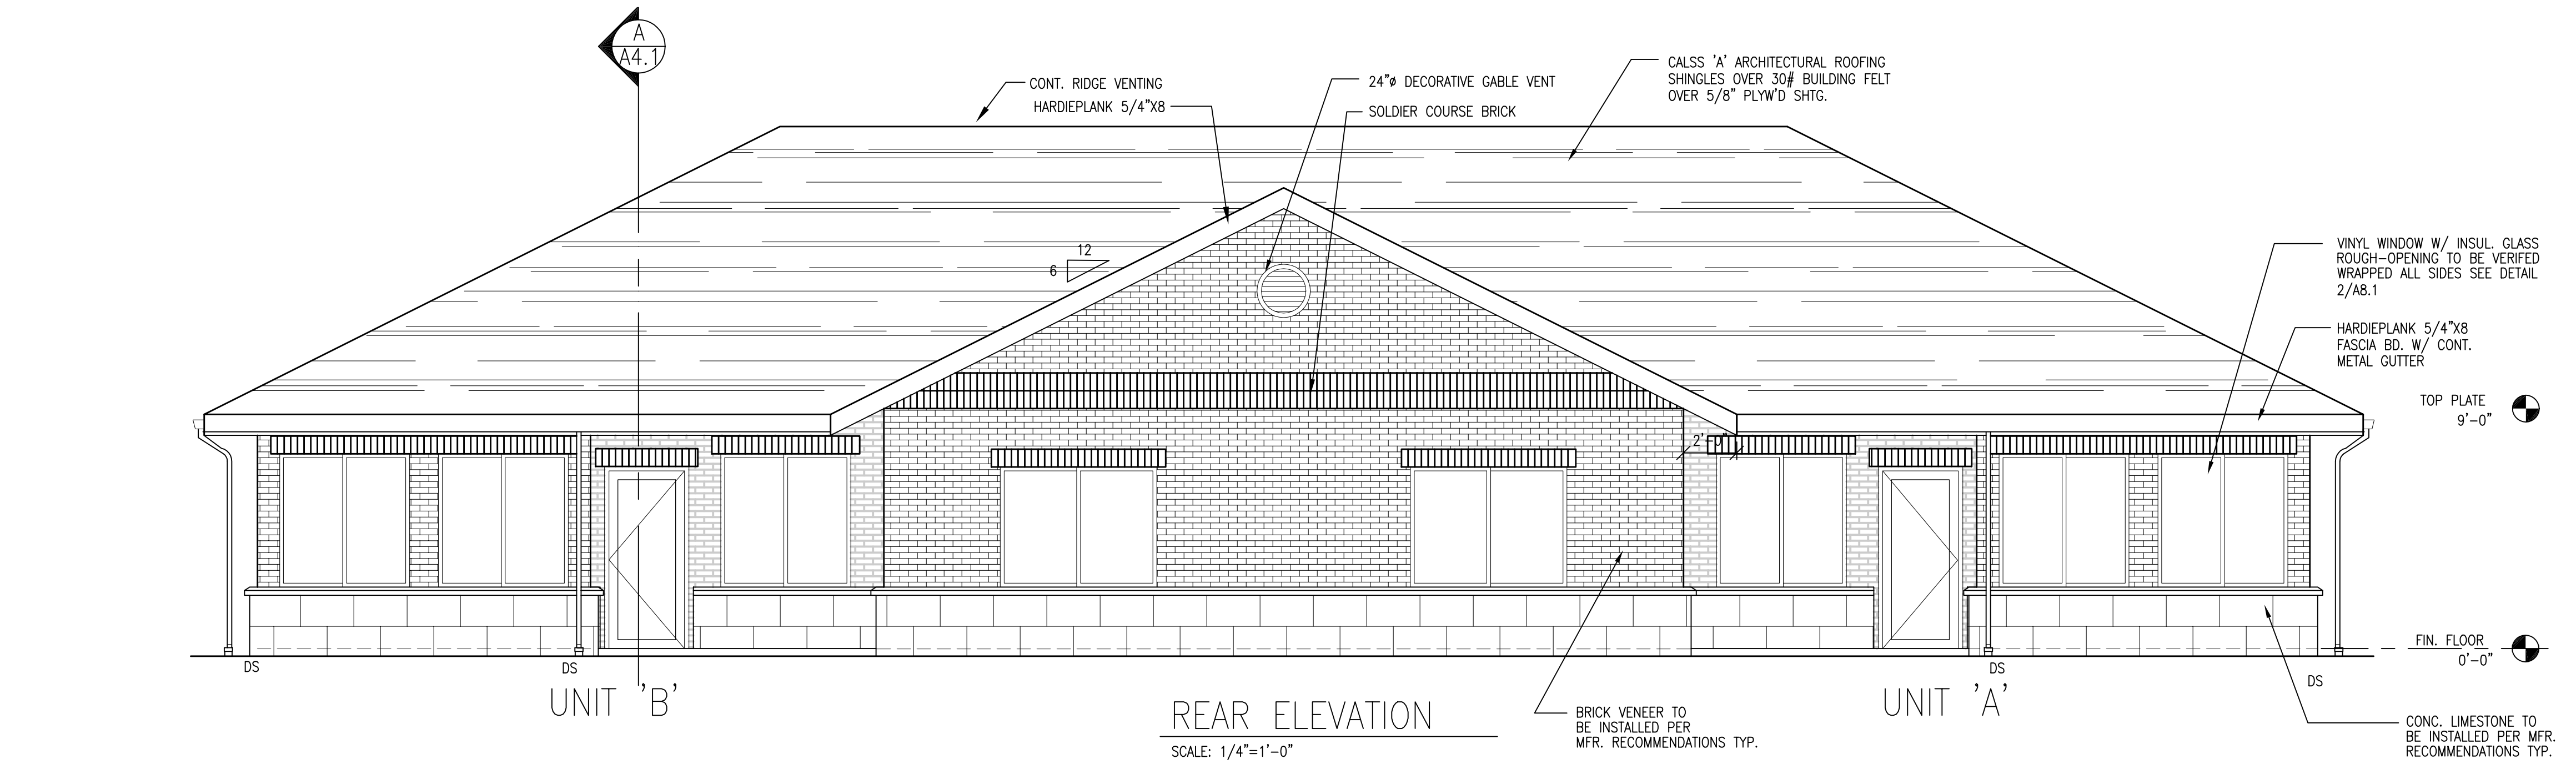 A
A4.1
CONT. RIDGE VENTING
HARDIEPLANK 5/4"X8
24"ø DECORATIVE GABLE VENT
SOLDIER COURSE BRICK
CALSS 'A' ARCHITECTURAL ROOFING
SHINGLES OVER 30# BUILDING FELT
OVER 5/8" PLYW'D SHTG.
12
6
VINYL WINDOW W/ INSUL. GLASS
ROUGH-OPENING TO BE VERIFED
WRAPPED ALL SIDES SEE DETAIL
2/A8.1
HARDIEPLANK 5/4"X8
FASCIA BD. W/ CONT.
METAL GUTTER
TOP PLATE
9'-0"
2'-0"
FIN. FLOOR
0'-0"
DS
DS
DS
DS
UNIT 'B'
UNIT 'A'
REAR ELEVATION
SCALE: 1/4"=1'-0"
BRICK VENEER TO
BE INSTALLED PER
MFR. RECOMMENDATIONS TYP.
CONC. LIMESTONE TO
BE INSTALLED PER MFR.
RECOMMENDATIONS TYP.